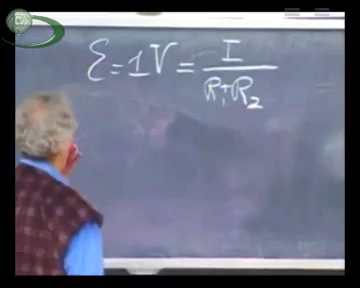 ℰ = 1V = I / (R₁+R₂)